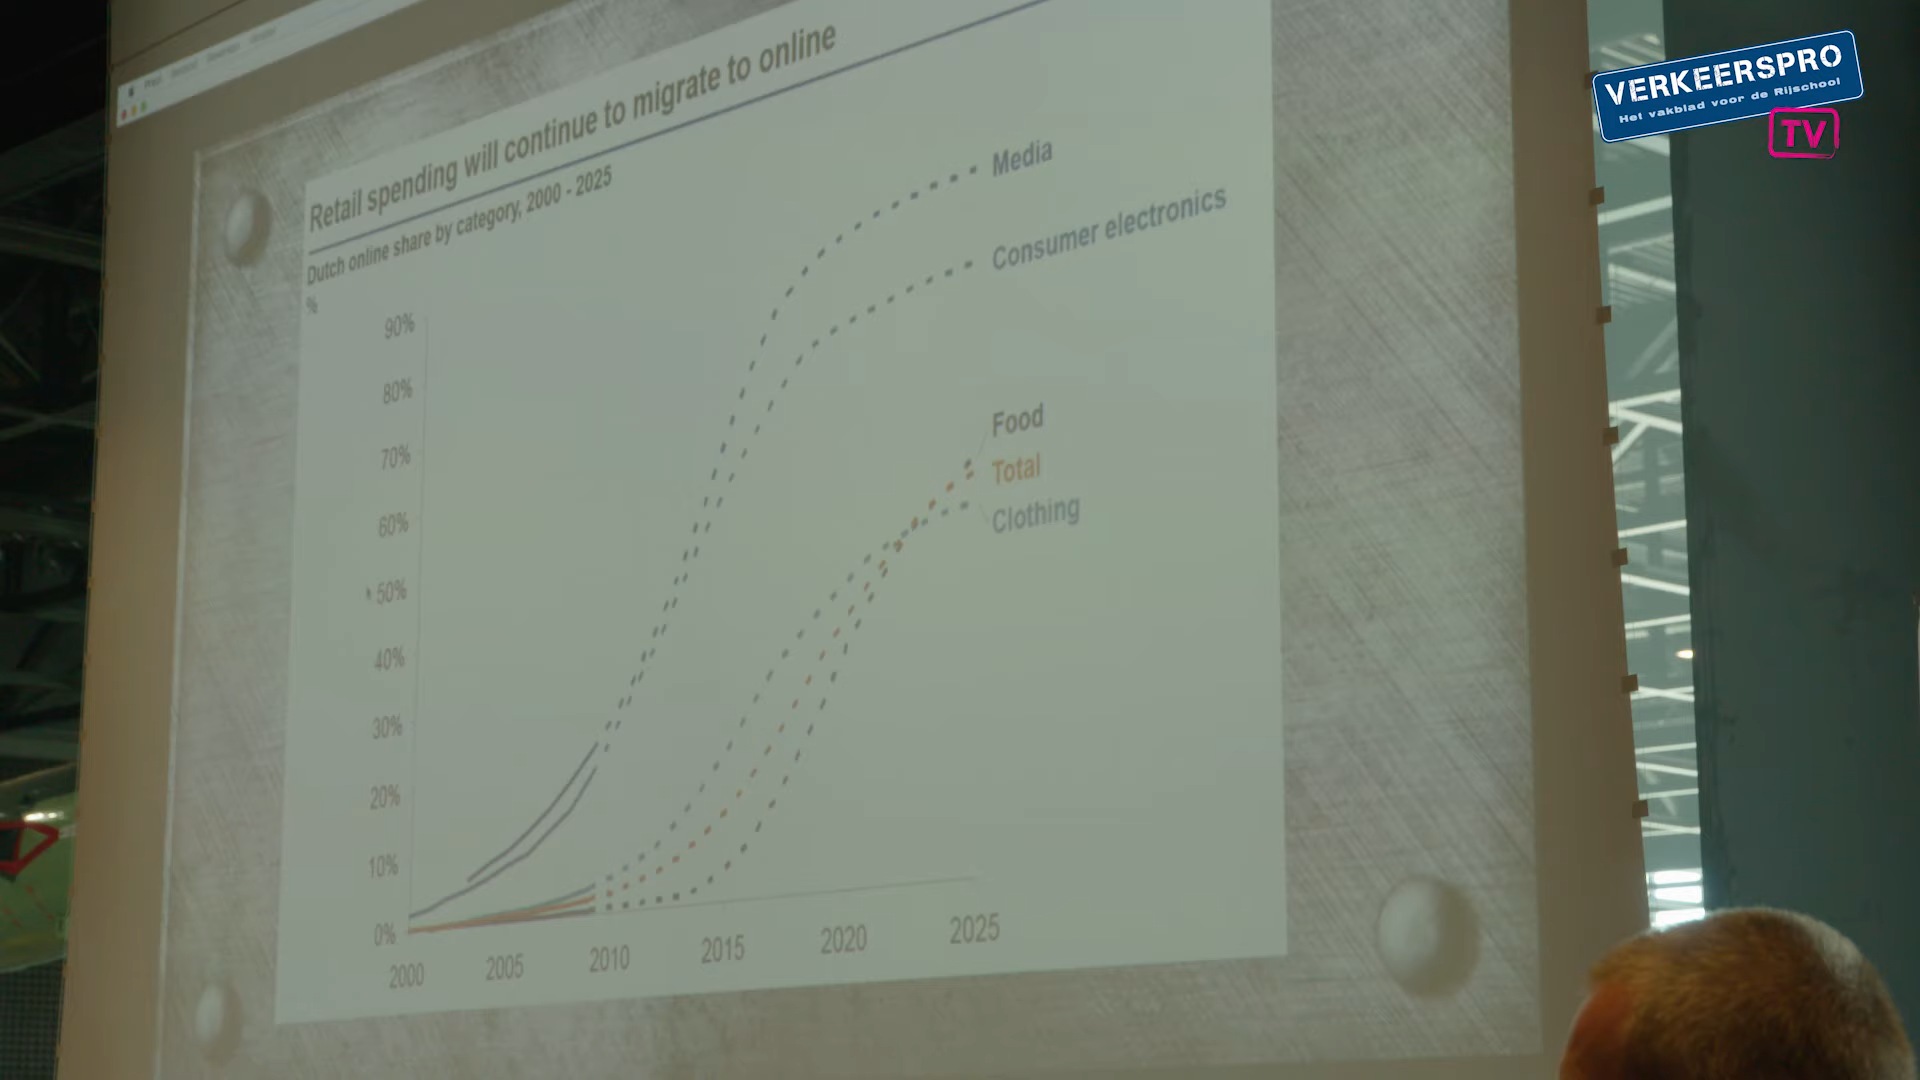 VERKEERSPRO
Het vakblad voor de Rijschool
TV
Retail spending will continue to migrate to online
Dutch online share by category, 2000 - 2025
%
90%
80%
70%
60%
50%
40%
30%
20%
10%
0%
2000
2005
2010
2015
2020
2025
Media
Consumer electronics
Food
Total
Clothing